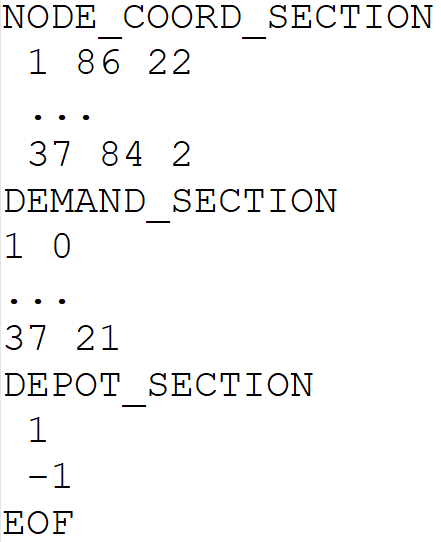 NODE_COORD_SECTION
1 86 22
...
37 84 2
DEMAND_SECTION
1 0
...
37 21
DEPOT_SECTION
1
-1
EOF